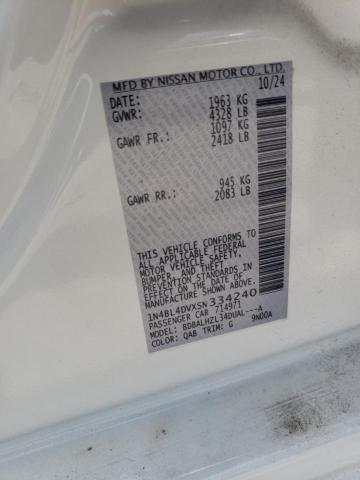 MFD BY NISSAN MOTOR CO., LTD.
DATE: 10/24
GVWR: 1963 KG
4328 LB
GAWR FR.: 1097 KG
2418 LB
GAWR RR.: 945 KG
2083 LB
THIS VEHICLE CONFORMS TO
ALL APPLICABLE FEDERAL
MOTOR VEHICLE SAFETY,
BUMPER, AND THEFT
PREVENTION STANDARDS IN
EFFECT ON THE DATE OF
MANUFACTURE SHOWN ABOVE.
1N4BL4DVXSN334240
PASSENGER CAR 714971
MODEL: BDBALHZL34DUAL---A
COLOR: QAB TRIM: G 9N00A